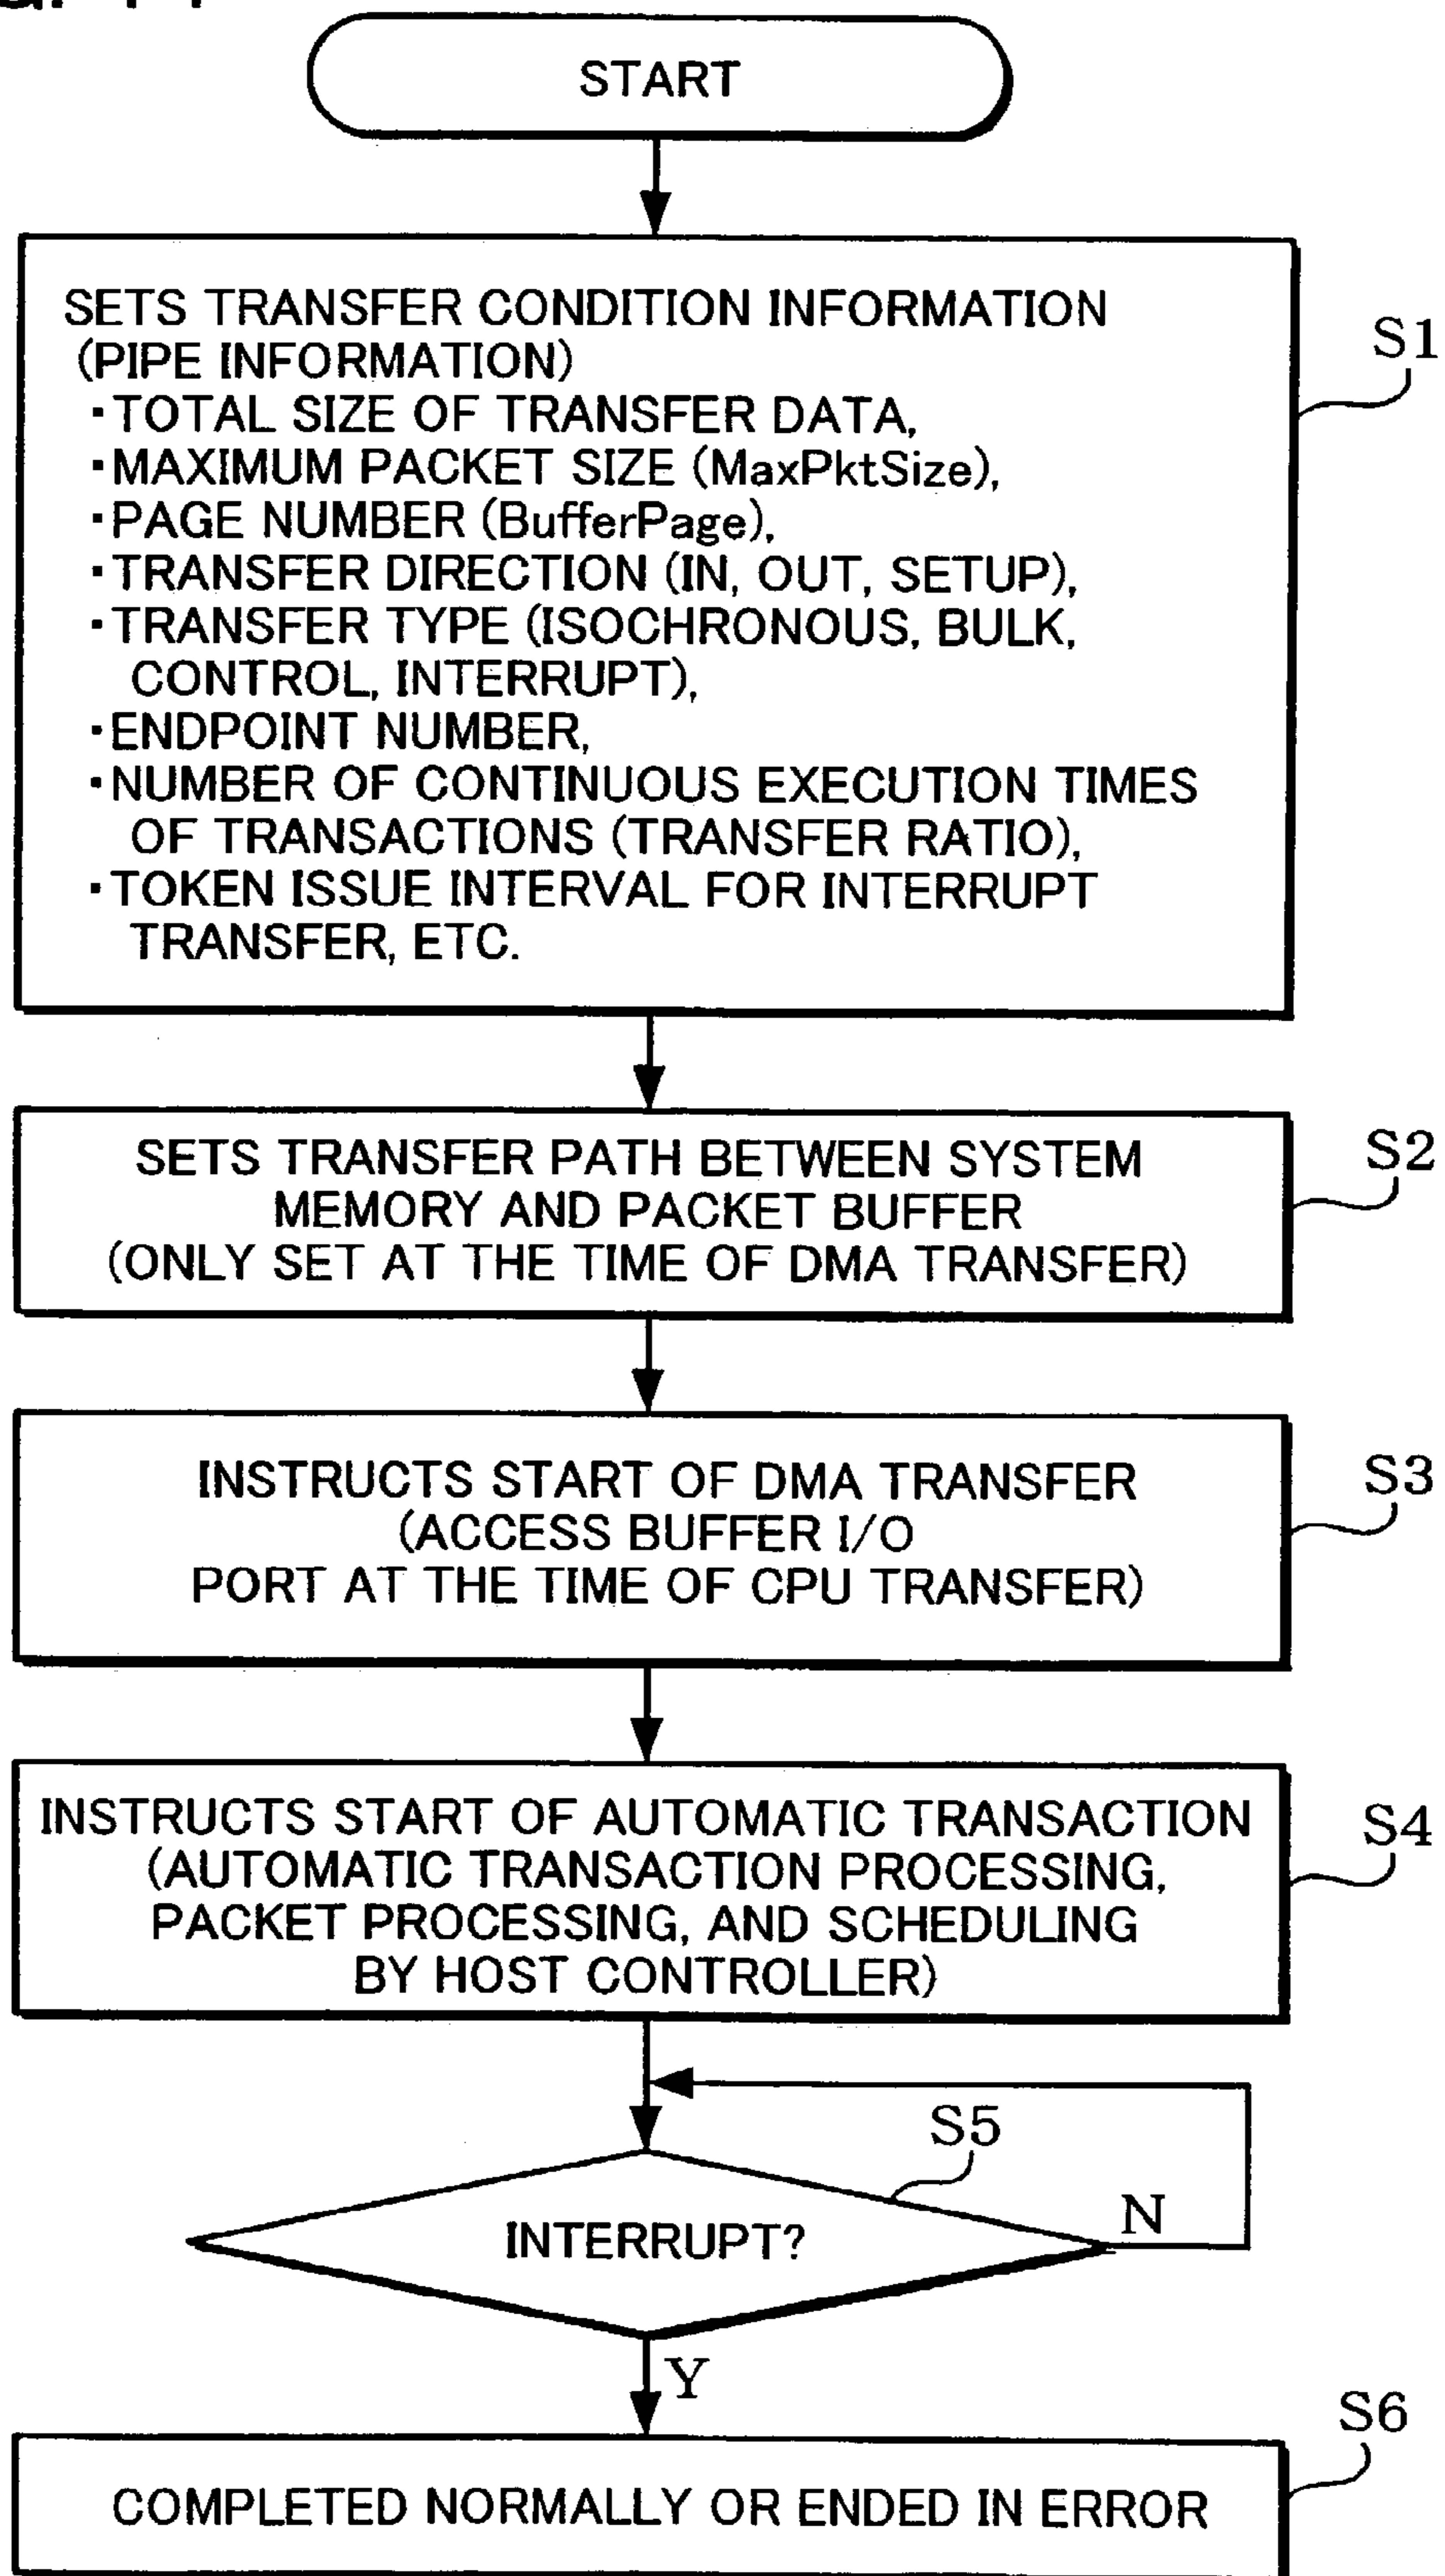 START
SETS TRANSFER CONDITION INFORMATION
(PIPE INFORMATION)
・TOTAL SIZE OF TRANSFER DATA,
・MAXIMUM PACKET SIZE (MaxPktSize),
・PAGE NUMBER (BufferPage),
・TRANSFER DIRECTION (IN, OUT, SETUP),
・TRANSFER TYPE (ISOCHRONOUS, BULK,
CONTROL, INTERRUPT),
・ENDPOINT NUMBER,
・NUMBER OF CONTINUOUS EXECUTION TIMES
OF TRANSACTIONS (TRANSFER RATIO),
・TOKEN ISSUE INTERVAL FOR INTERRUPT
TRANSFER, ETC.
S1
SETS TRANSFER PATH BETWEEN SYSTEM
MEMORY AND PACKET BUFFER
(ONLY SET AT THE TIME OF DMA TRANSFER)
S2
INSTRUCTS START OF DMA TRANSFER
(ACCESS BUFFER I/O
PORT AT THE TIME OF CPU TRANSFER)
S3
INSTRUCTS START OF AUTOMATIC TRANSACTION
(AUTOMATIC TRANSACTION PROCESSING,
PACKET PROCESSING, AND SCHEDULING
BY HOST CONTROLLER)
S4
S5
INTERRUPT?
N
Y
S6
COMPLETED NORMALLY OR ENDED IN ERROR